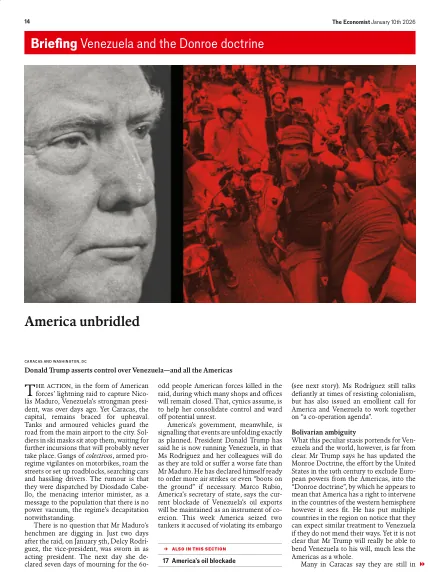 14
The Economist January 10th 2026
Briefing Venezuela and the Donroe doctrine
America unbridled
CARACAS AND WASHINGTON, DC
Donald Trump asserts control over Venezuela—and all the Americas
THE ACTION, in the form of American
forces' lightning raid to capture Nico-
lás Maduro, Venezuela's strongman presi-
dent, was over days ago. Yet Caracas, the
capital, remains braced for upheaval.
Tanks and armoured vehicles guard the
road from the main airport to the city. Sol-
diers in ski masks sit atop them, waiting for
further incursions that will probably never
take place. Gangs of colectivos, armed pro-
regime vigilantes on motorbikes, roam the
streets or set up roadblocks, searching cars
and hassling drivers. The rumour is that
they were dispatched by Diosdado Cabe-
llo, the menacing interior minister, as a
message to the population that there is no
power vacuum, the regime's decapitation
notwithstanding.
There is no question that Mr Maduro's
henchmen are digging in. Just two days
after the raid, on January 5th, Delcy Rodrí-
guez, the vice-president, was sworn in as
acting president. The next day she de-
clared seven days of mourning for the 60-
odd people American forces killed in the
raid, during which many shops and offices
will remain closed. That, cynics assume, is
to help her consolidate control and ward
off potential unrest.
America's government, meanwhile, is
signalling that events are unfolding exactly
as planned. President Donald Trump has
said he is now running Venezuela, in that
Ms Rodríguez and her colleagues will do
as they are told or suffer a worse fate than
Mr Maduro. He has declared himself ready
to order more air strikes or even "boots on
the ground" if necessary. Marco Rubio,
America's secretary of state, says the cur-
rent blockade of Venezuela's oil exports
will be maintained as an instrument of co-
ercion. This week America seized two
tankers it accused of violating its embargo
→ ALSO IN THIS SECTION
17 America's oil blockade
(see next story). Ms Rodríguez still talks
defiantly at times of resisting colonialism,
but has also issued an emollient call for
America and Venezuela to work together
on "a co-operation agenda".
Bolivarian ambiguity
What this peculiar stasis portends for Ven-
ezuela and the world, however, is far from
clear. Mr Trump says he has updated the
Monroe Doctrine, the effort by the United
States in the 19th century to exclude Euro-
pean powers from the Americas, into the
"Donroe doctrine", by which he appears to
mean that America has a right to intervene
in the countries of the western hemisphere
however it sees fit. He has put multiple
countries in the region on notice that they
can expect similar treatment to Venezuela
if they do not mend their ways. Yet it is not
clear that Mr Trump will really be able to
bend Venezuela to his will, much less the
Americas as a whole.
Many in Caracas say they are still in